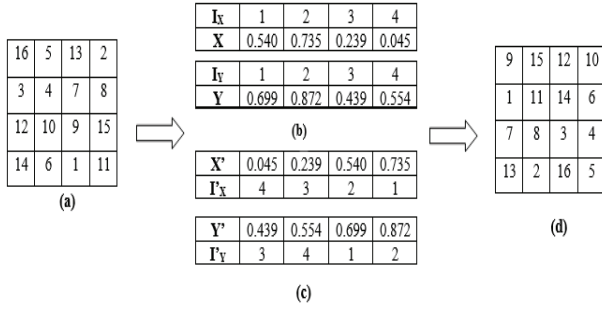 16 5 13 2
3 4 7 8
12 10 9 15
14 6 1 11
(a)
I_X 1 2 3 4
X 0.540 0.735 0.239 0.045
I_Y 1 2 3 4
Y 0.699 0.872 0.439 0.554
(b)
X' 0.045 0.239 0.540 0.735
I'_X 4 3 2 1
Y' 0.439 0.554 0.699 0.872
I'_Y 3 4 1 2
(c)
9 15 12 10
1 11 14 6
7 8 3 4
13 2 16 5
(d)